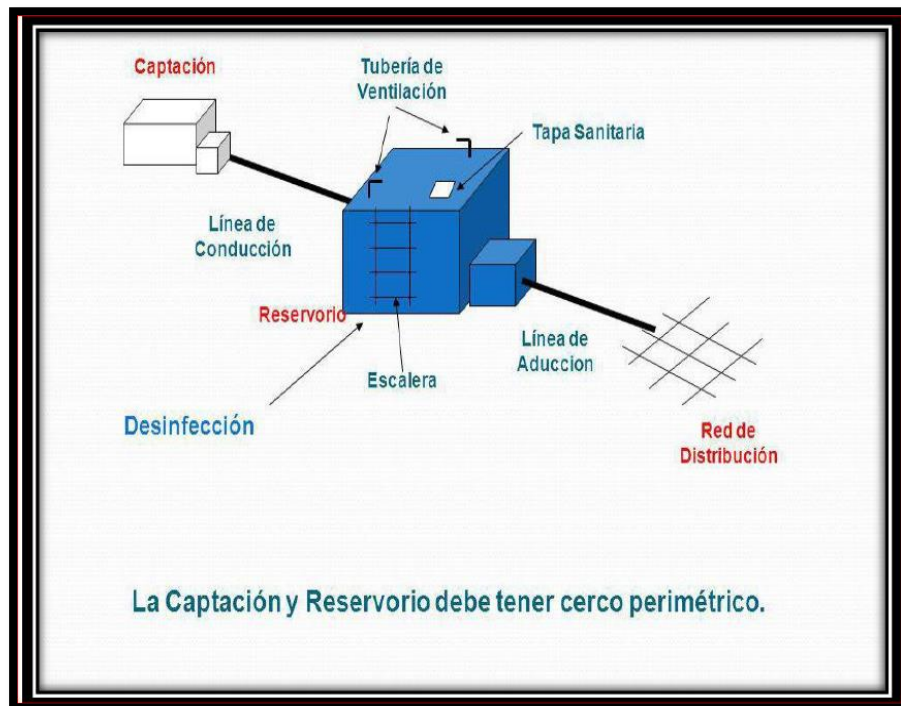 Captación
Tubería de
Ventilación
Tapa Sanitaria
Línea de
Conducción
Reservorio
Escalera
Línea de
Aduccion
Desinfección
Red de
Distribución
La Captación y Reservorio debe tener cerco perimétrico.